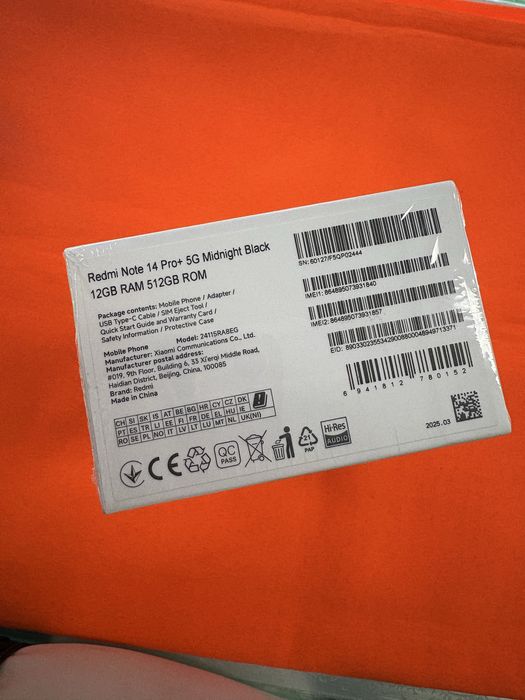 Redmi Note 14 Pro+ 5G Midnight Black
12GB RAM 512GB ROM
Package contents: Mobile Phone / Adapter /
USB Type-C Cable / SIM Eject Tool /
Quick Start Guide and Warranty Card /
Safety Information / Protective Case
Mobile Phone Model: 24115RA8EG
Manufacturer: Xiaomi Communications Co., Ltd.
Manufacturer postal address:
#019, 9th Floor, Building 6, 33 Xi'erqi Middle Road,
Haidian District, Beijing, China, 100085
Brand: Redmi
Made in China
CH SI SK IS AT BE BG HR CY CZ DK
PT ES TR LI EE FI FR DE EL HU IE
RO SE PL NO IT LV LT LU MT NL UK(NI)
CE
QC
PASS
21
PAP
Hi-Res
AUDIO
SN: 60127/F5QP02444
IMEI1: 864895073931840
IMEI2: 864895073931857
EID: 89033023553429008800048949713371
6 941812 780152
2025.03